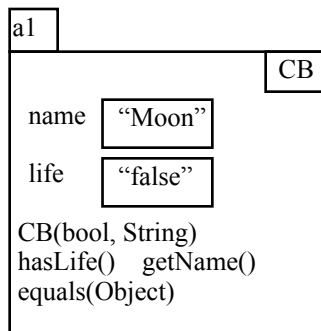 a1
CB
name “Moon”
life “false”
CB(bool, String)
hasLife() getName()
equals(Object)